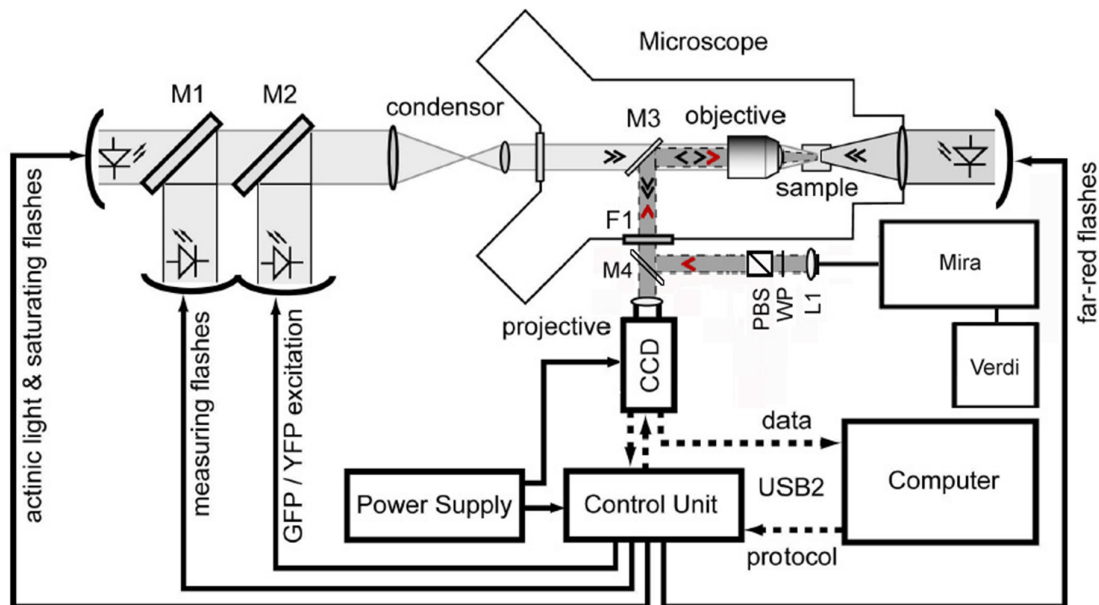 Microscope
M1
M2
condensor
M3
objective
sample
F1
M4
PBS
WP
L1
Mira
Verdi
projective
CCD
actinic light & saturating flashes
measuring flashes
GFP / YFP excitation
far-red flashes
data
Power Supply
Control Unit
USB2
Computer
protocol